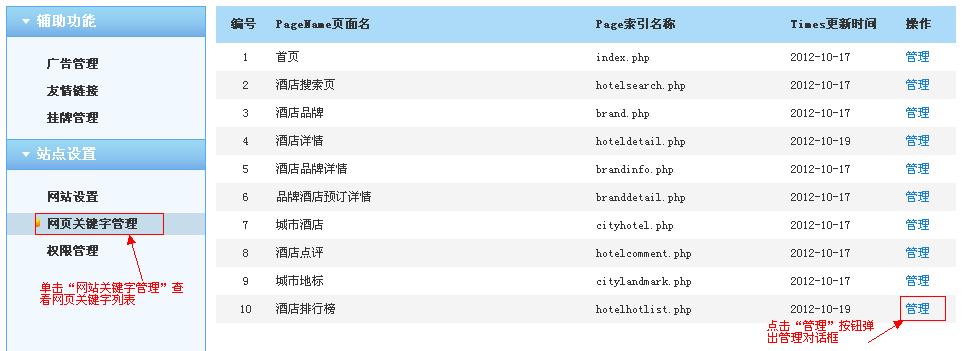 辅助功能
广告管理
友情链接
挂牌管理
站点设置
网站设置
网页关键字管理
权限管理
单击“网站关键字管理”查
看网页关键字列表
编号 PageName页面名 Page索引名称 Times更新时间 操作
1 首页 index.php 2012-10-17 管理
2 酒店搜索页 hotelsearch.php 2012-10-17 管理
3 酒店品牌 brand.php 2012-10-17 管理
4 酒店详情 hoteldetail.php 2012-10-19 管理
5 酒店品牌详情 brandinfo.php 2012-10-17 管理
6 品牌酒店预订详情 branddetail.php 2012-10-17 管理
7 城市酒店 cityhotel.php 2012-10-17 管理
8 酒店点评 hotelcomment.php 2012-10-17 管理
9 城市地标 citylandmark.php 2012-10-17 管理
10 酒店排行榜 hotelhotlist.php 2012-10-19 管理
点击“管理”按钮弹
出管理对话框